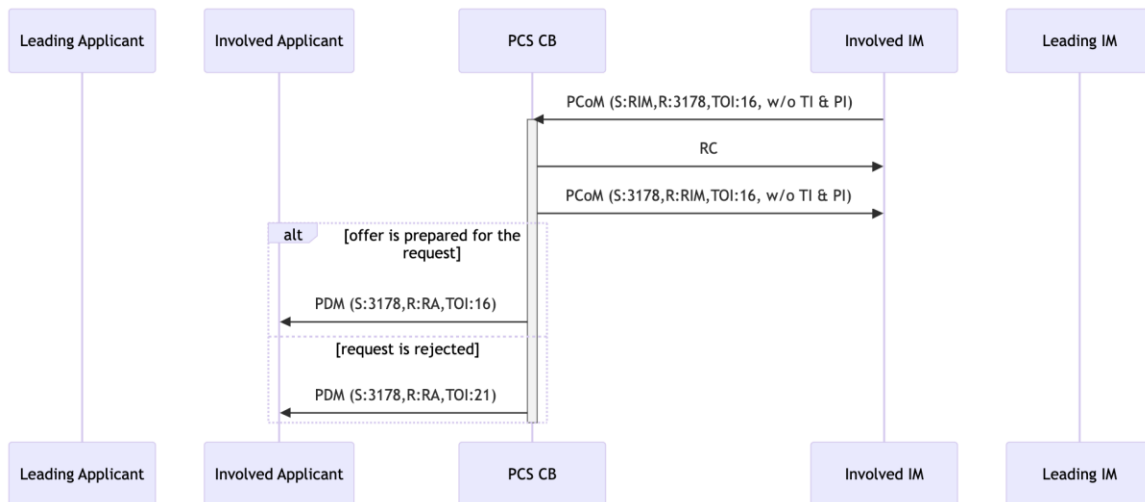 Leading Applicant
Involved Applicant
PCS CB
Involved IM
Leading IM
PCoM (S:RIM,R:3178,TOI:16, w/o TI & PI)
RC
PCoM (S:3178,R:RIM,TOI:16, w/o TI & PI)
alt
[offer is prepared for the
request]
PDM (S:3178,R:RA,TOI:16)
[request is rejected]
PDM (S:3178,R:RA,TOI:21)
Leading Applicant
Involved Applicant
PCS CB
Involved IM
Leading IM